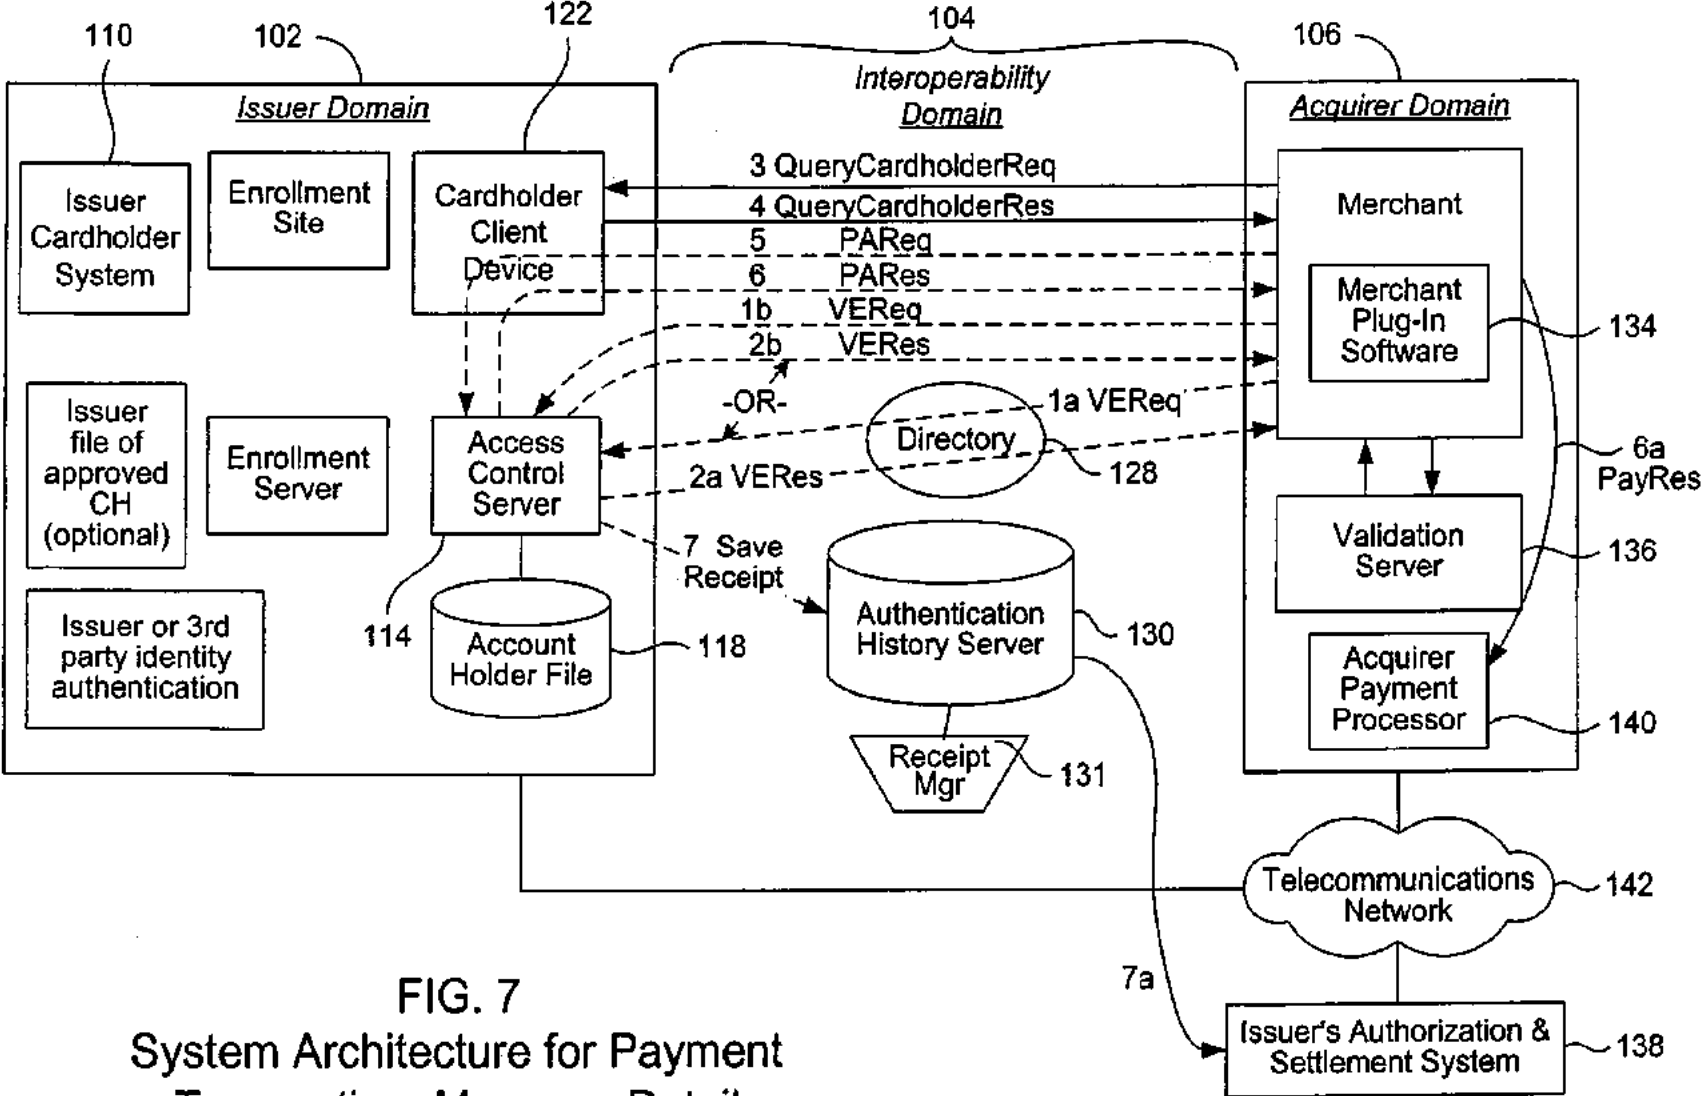 110
102
122
104
106
Issuer Domain
Interoperability
Domain
Acquirer Domain
Issuer
Cardholder
System
Enrollment
Site
Cardholder
Client
Device
3 QueryCardholderReq
4 QueryCardholderRes
5 PAReq
6 PARes
1b VEReq
2b VERes
-OR-
1a VEReq
2a VERes
Merchant
Merchant
Plug-In
Software
134
Issuer
file of
approved
CH
(optional)
Enrollment
Server
Access
Control
Server
Directory
128
6a
PayRes
7 Save
Receipt
Validation
Server
136
Issuer or 3rd
party identity
authentication
114
Account
Holder File
118
Authentication
History Server
130
Receipt
Mgr
131
Acquirer
Payment
Processor
140
Telecommunications
Network
142
7a
Issuer's Authorization &
Settlement System
138
FIG. 7
System Architecture for Payment